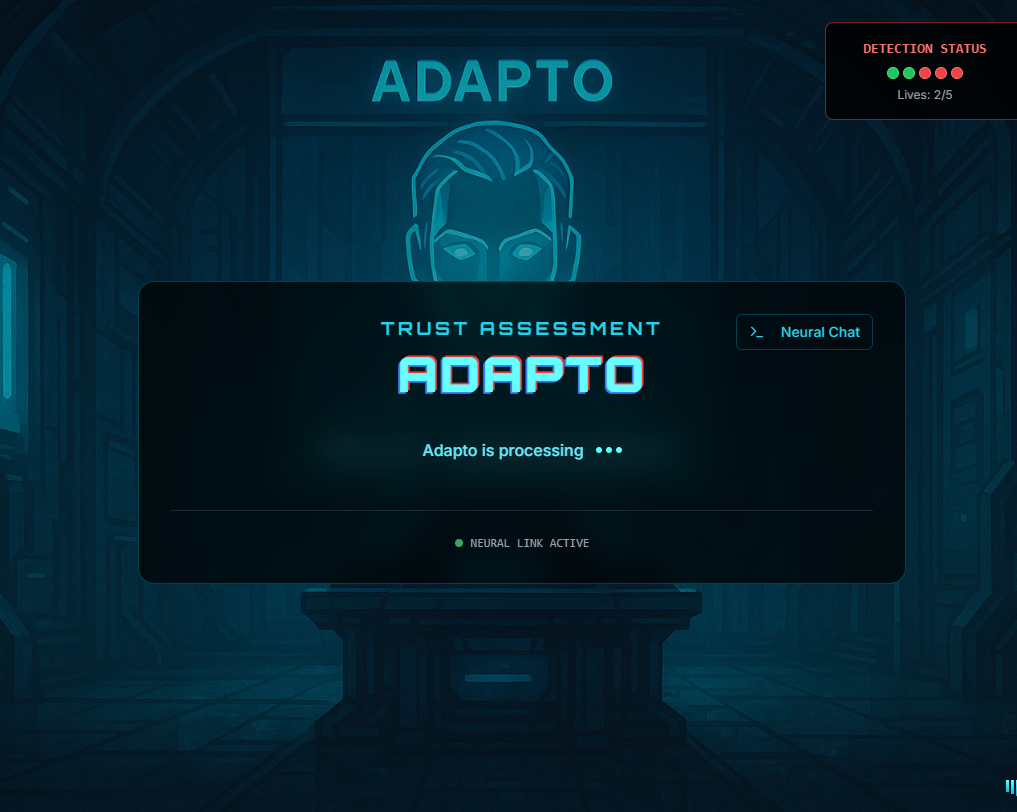 ADAPTO
DETECTION STATUS
Lives: 2/5
TRUST ASSESSMENT
>_ Neural Chat
ADAPTO
Adapto is processing •••
NEURAL LINK ACTIVE